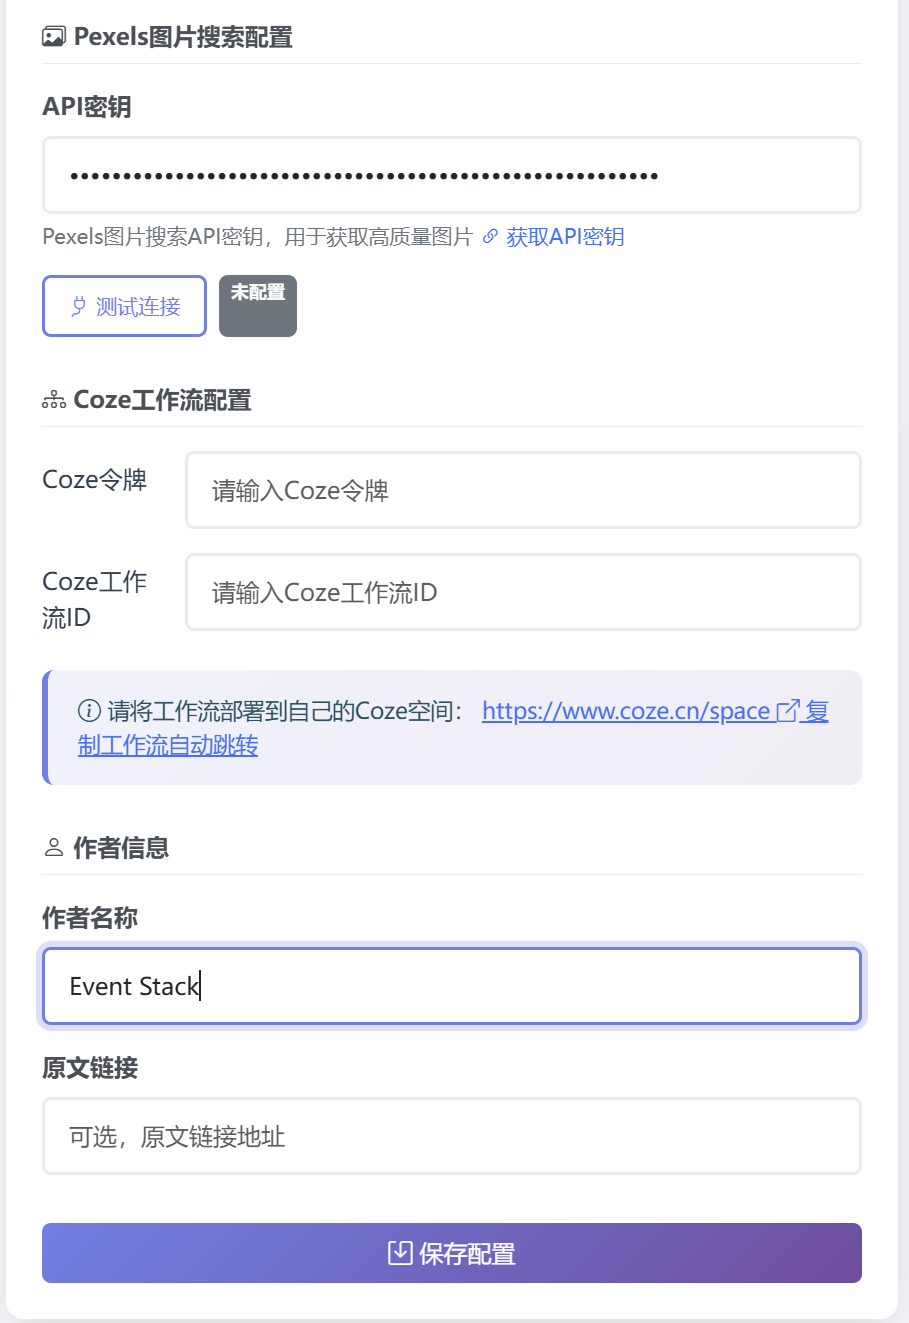 Pexels图片搜索配置
API密钥
••••••••••••••••••••••••••••••••••••••••••••••••••••••••
Pexels图片搜索API密钥，用于获取高质量图片 获取API密钥
测试连接 未配置
Coze工作流配置
Coze令牌 请输入Coze令牌
Coze工作
流ID
请输入Coze工作流ID
请将工作流部署到自己的Coze空间： https://www.coze.cn/space 复
制工作流自动跳转
作者信息
作者名称
Event Stack
原文链接
可选，原文链接地址
保存配置